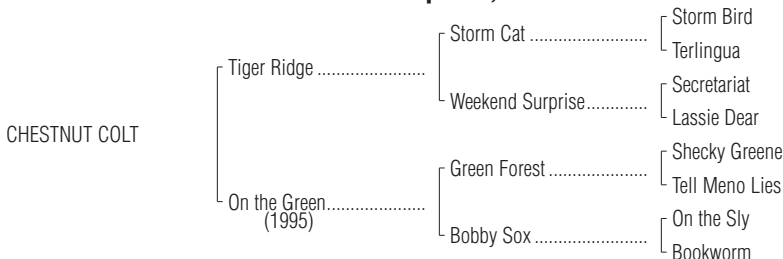 Storm Bird
Storm Cat ............................
Terlingua
Tiger Ridge ..........................
Secretariat
Weekend Surprise...............
Lassie Dear
CHESTNUT COLT
Shecky Greene
Green Forest ........................
Tell Meno Lies
On the Green........................
(1995)
On the Sly
Bobby Sox ...........................
Bookworm